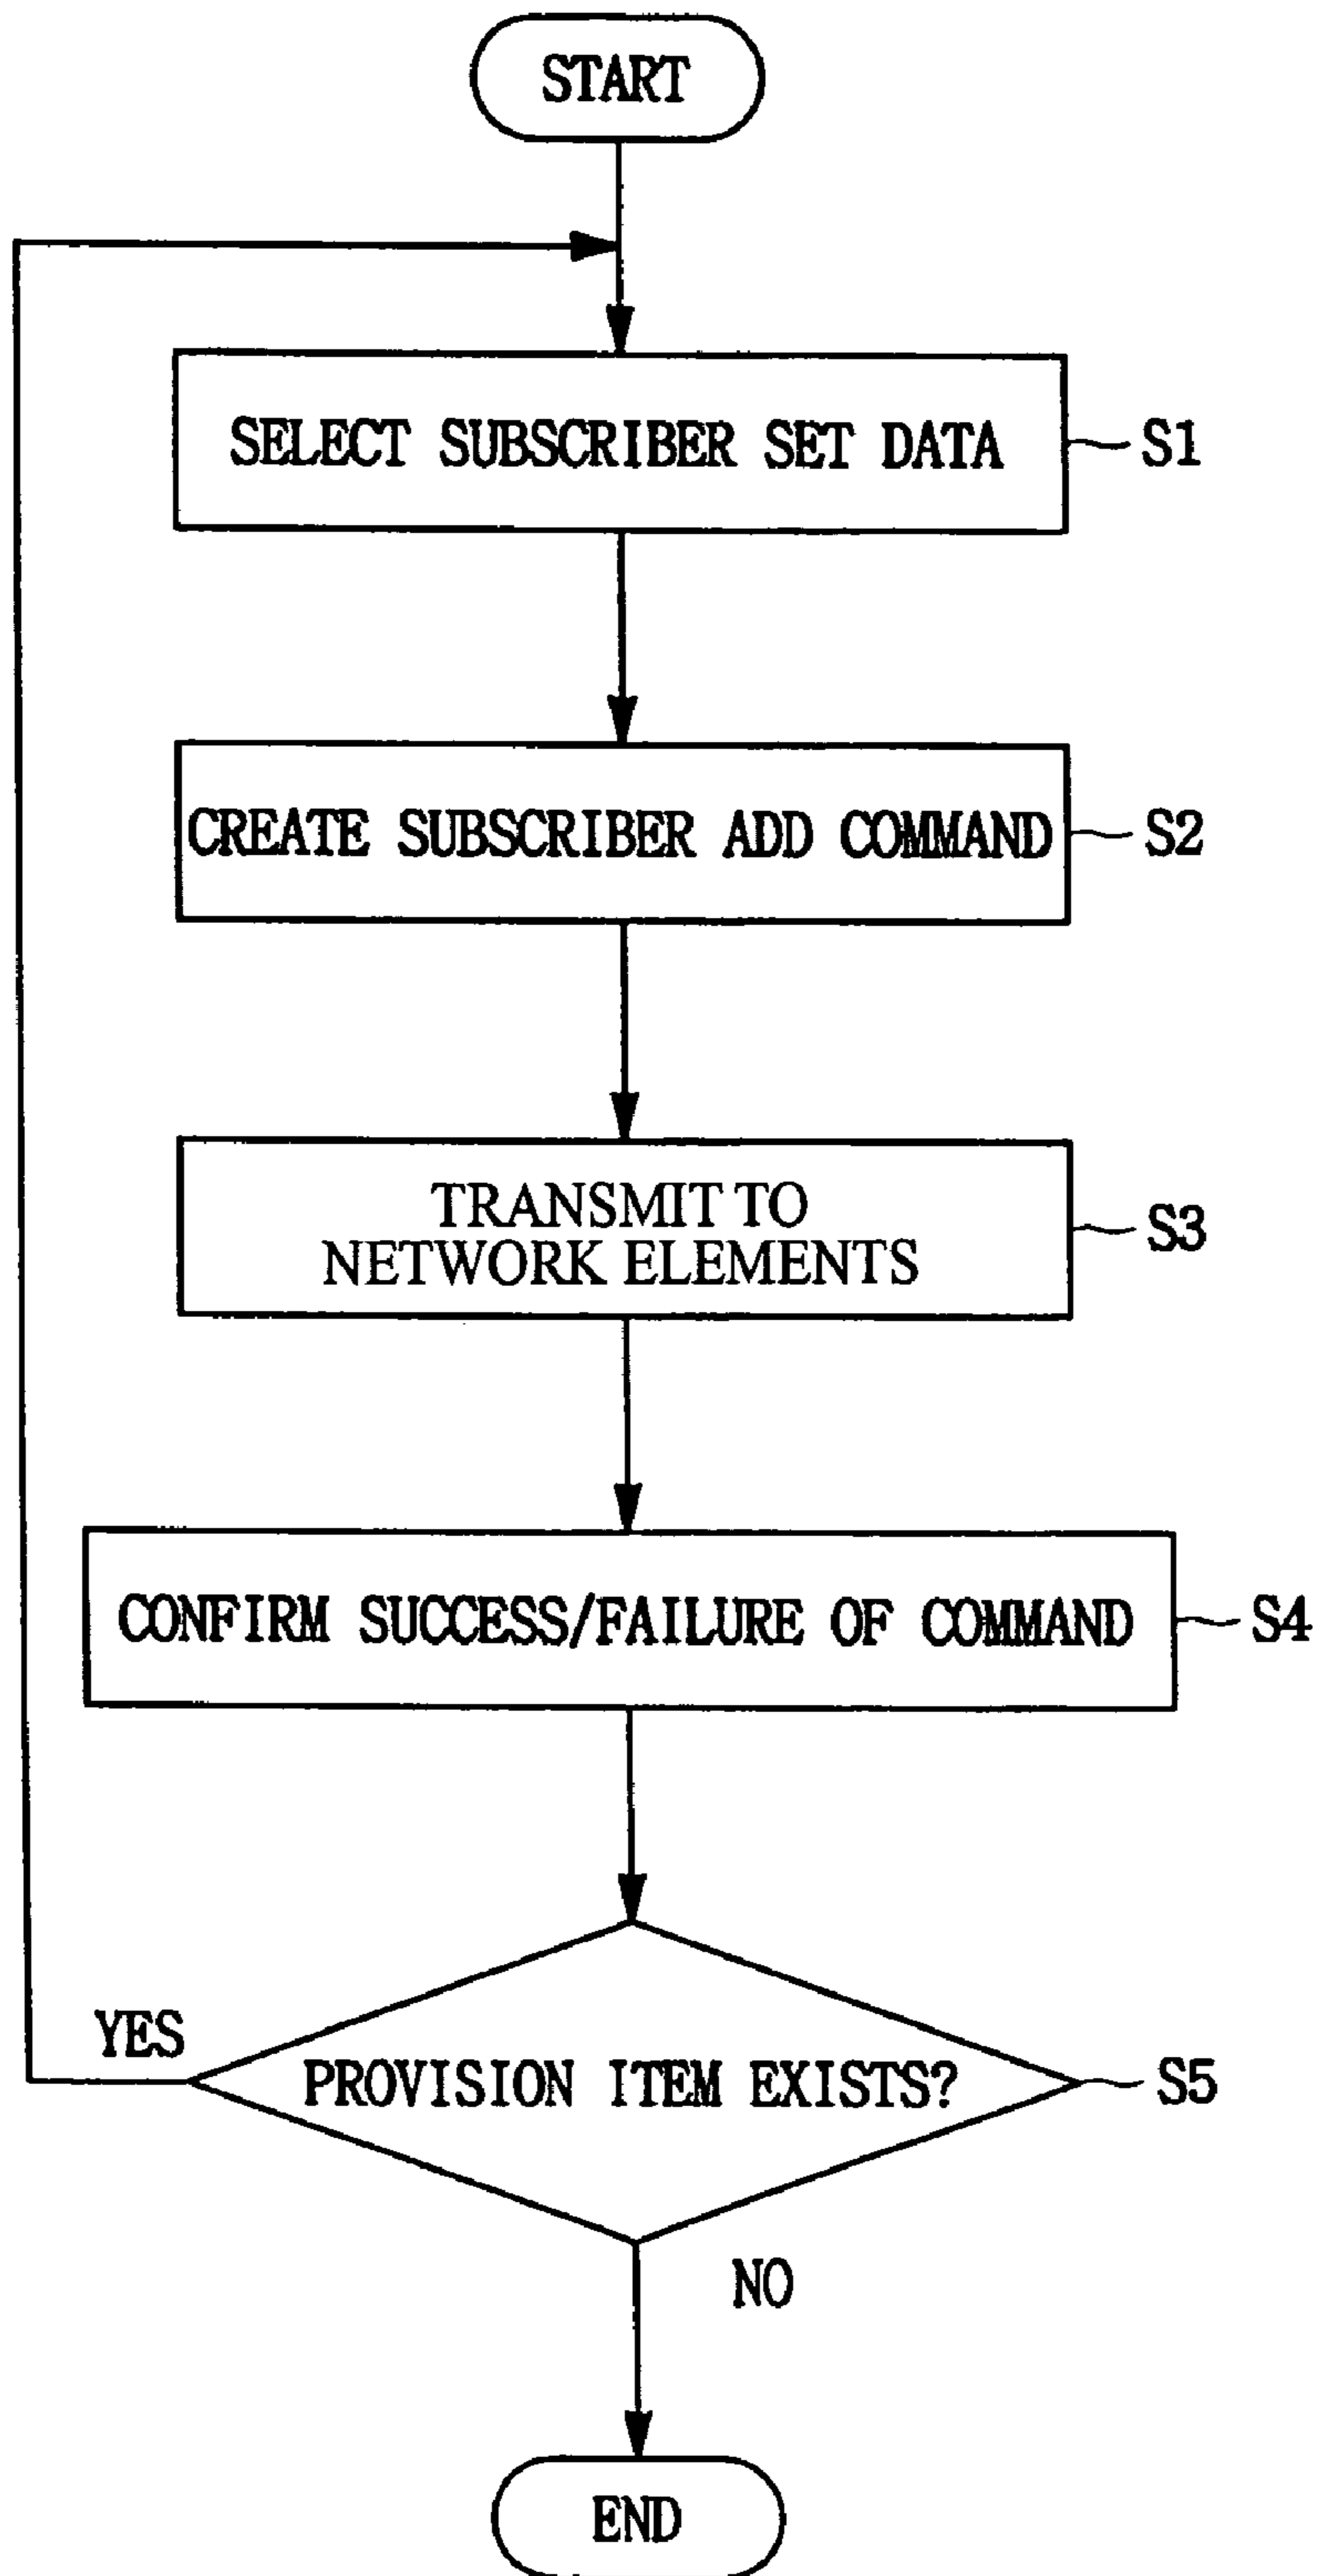 START
SELECT SUBSCRIBER SET DATA
S1
CREATE SUBSCRIBER ADD COMMAND
S2
TRANSMIT TO
NETWORK ELEMENTS
S3
CONFIRM SUCCESS/FAILURE OF COMMAND
S4
YES
PROVISION ITEM EXISTS?
S5
NO
END